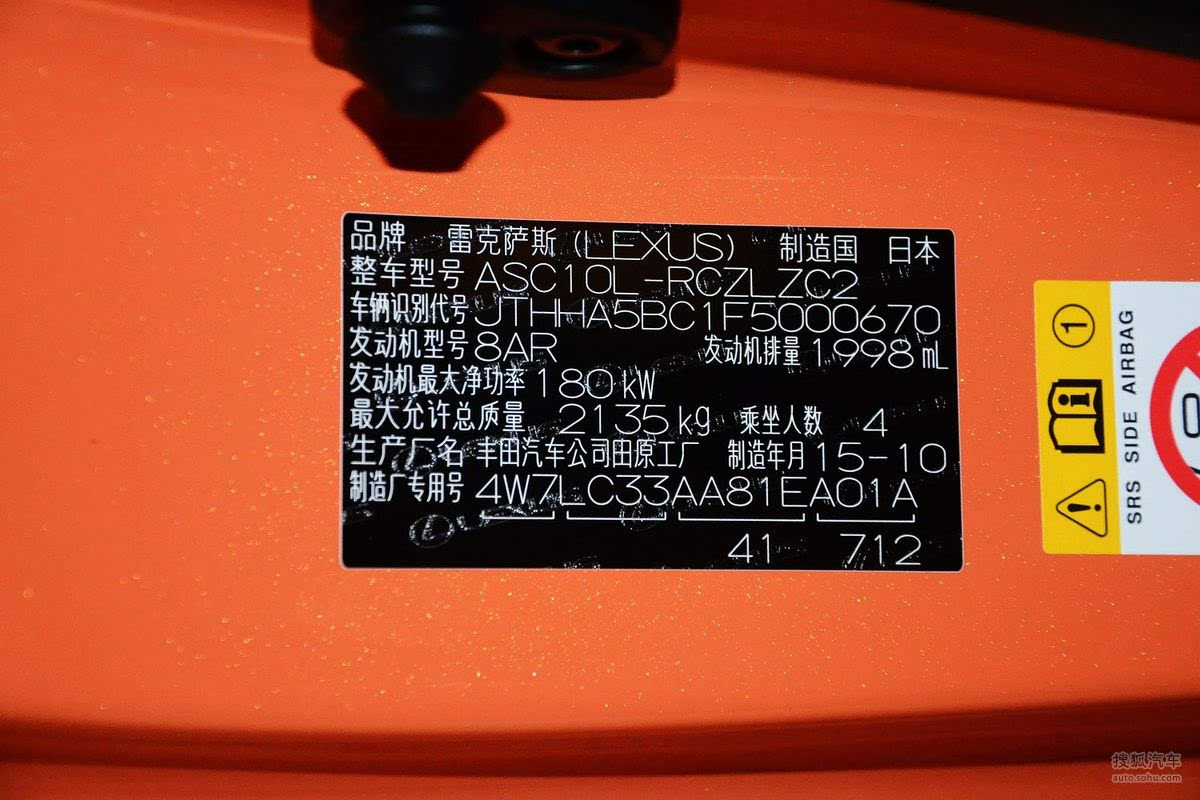 品牌 雷克萨斯 (LEXUS) 制造国 日本
整车型号 ASC10L-RCZLZC2
车辆识别代号 JTHHA5BC1F5000670
发动机型号 8AR 发动机排量 1.998 mL
发动机最大净功率 180 kW
最大允许总质量 2135 kg 乘坐人数 4
生产厂名 丰田汽车公司田原工厂 制造年月 15-10
制造厂专用号 4W7LC33AA81EA01A
41 712
SRS SIDE AIRBAG
1
搜狐汽车
auto.sohu.com